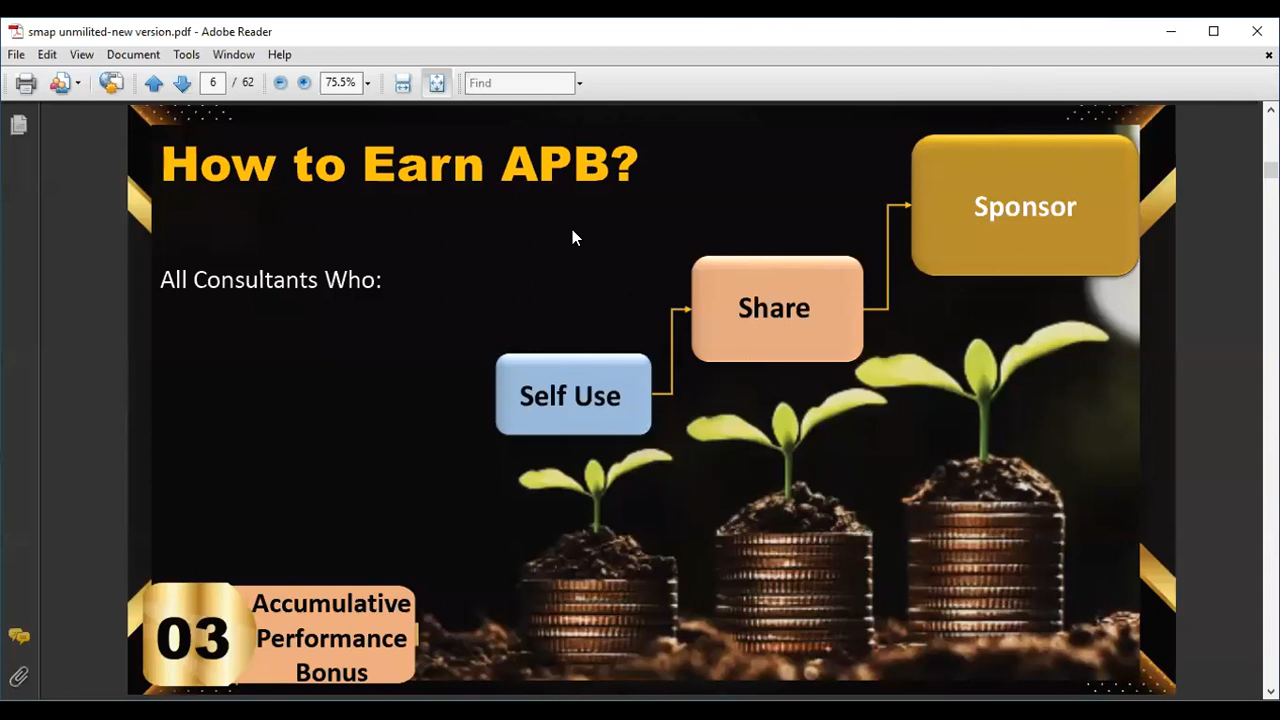 smap unmilited-new version.pdf - Adobe Reader
File Edit View Document Tools Window Help
6 / 62 75.5% Find
How to Earn APB?
Sponsor
All Consultants Who:
Share
Self Use
03
Accumulative
Performance
Bonus